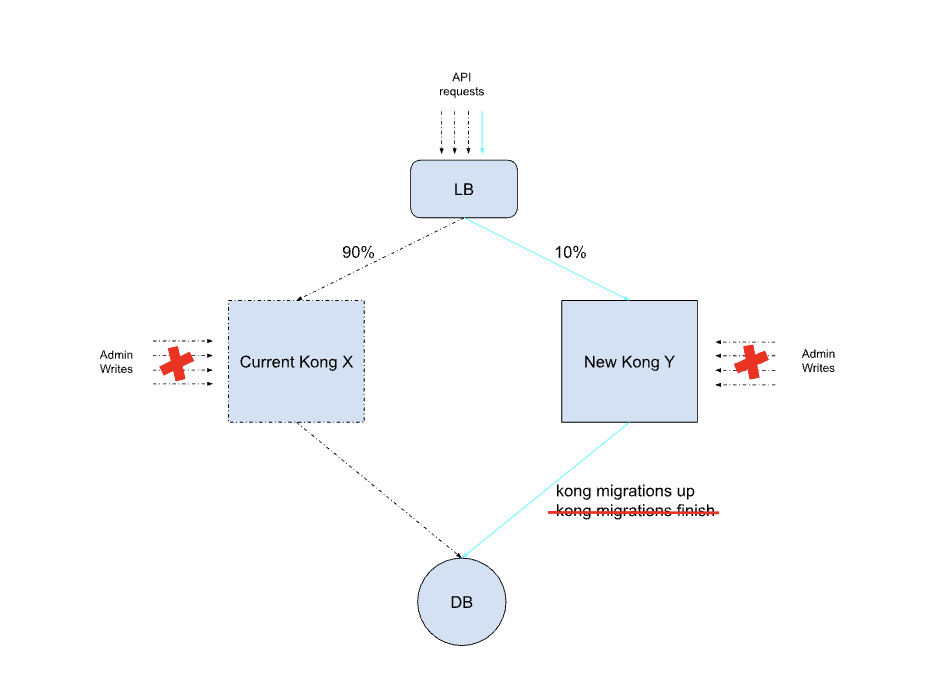 API
requests
LB
90%
10%
Admin
Writes
Current Kong X
New Kong Y
Admin
Writes
kong migrations up
kong migrations finish
DB